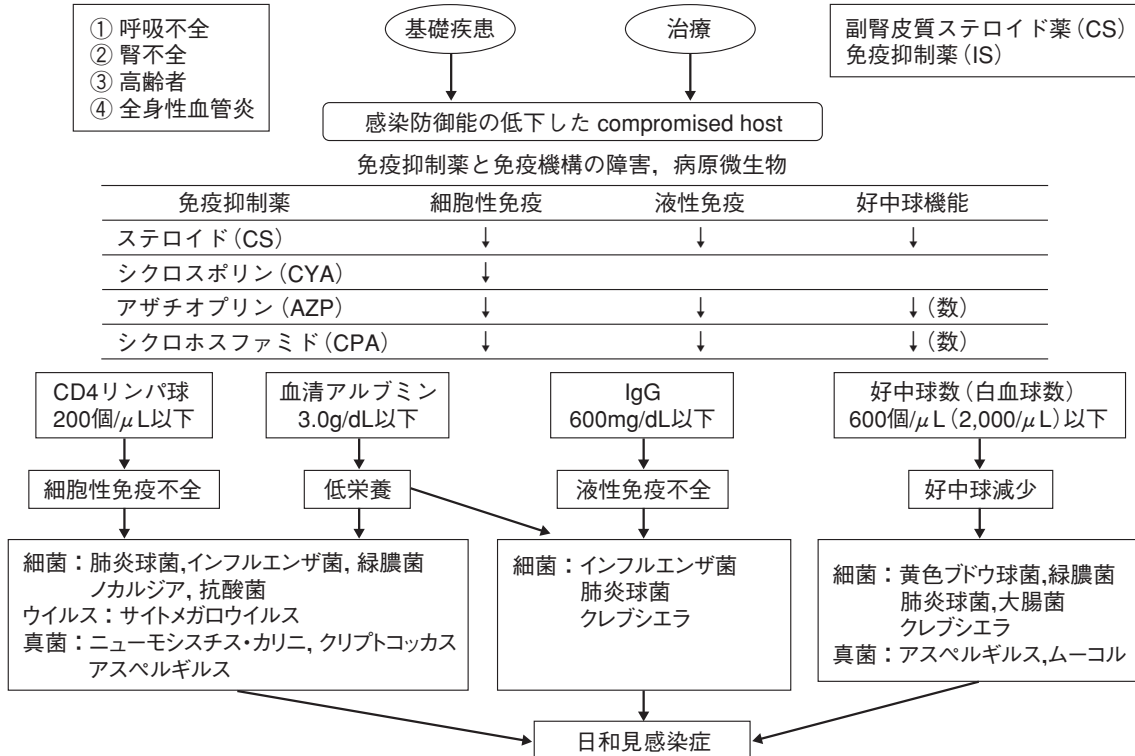 ① 呼吸不全
② 腎不全
③ 高齢者
④ 全身性血管炎
基礎疾患
治療
副腎皮質ステロイド薬(CS)
免疫抑制薬(IS)
感染防御能の低下した compromised host
免疫抑制薬と免疫機構の障害,病原微生物
免疫抑制薬 細胞性免疫 液性免疫 好中球機能
ステロイド(CS) ↓ ↓ ↓
シクロスポリン(CYA) ↓
アザチオプリン(AZP) ↓ ↓ ↓(数)
シクロホスファミド(CPA) ↓ ↓ ↓(数)
CD4リンパ球
200個/μL以下
血清アルブミン
3.0g/dL以下
IgG
600mg/dL以下
好中球数(白血球数)
600個/μL(2,000/μL)以下
細胞性免疫不全
低栄養
液性免疫不全
好中球減少
細菌:肺炎球菌,インフルエンザ菌,緑膿菌
ノカルジア,抗酸菌
ウイルス:サイトメガロウイルス
真菌:ニューモシスチス・カリニ,クリプトコッカス
アスペルギルス
細菌:インフルエンザ菌
肺炎球菌
クレブシエラ
細菌:黄色ブドウ球菌,緑膿菌
肺炎球菌,大腸菌
クレブシエラ
真菌:アスペルギルス,ムーコル
日和見感染症